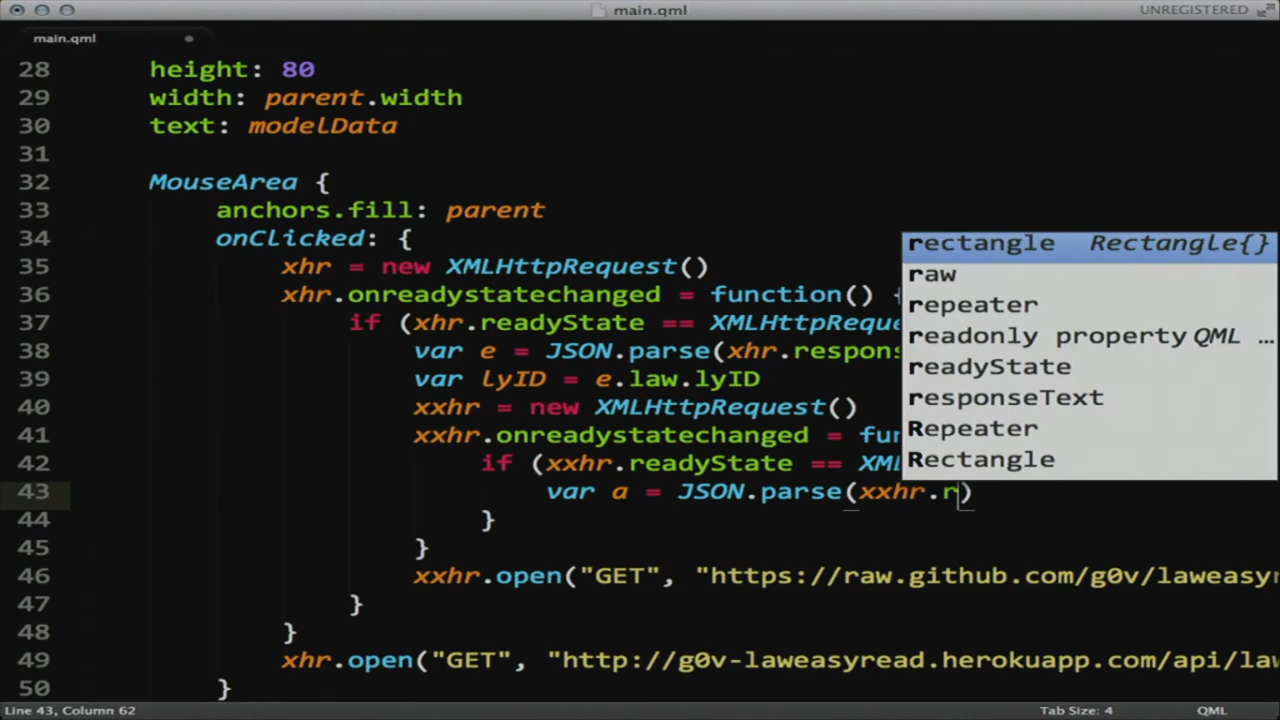 main.qml
UNREGISTERED
main.qml
28 height: 80
29 width: parent.width
30 text: modelData
31
32 MouseArea {
33 anchors.fill: parent
34 onClicked: {
35 xhr = new XMLHttpRequest()
36 xhr.onreadystatechanged = function() {
37 if (xhr.readyState == XMLHttpReque
38 var e = JSON.parse(xhr.respons
39 var lyID = e.law.lyID
40 xxhr = new XMLHttpRequest()
41 xxhr.onreadystatechanged = fun
42 if (xxhr.readyState == XML
43 var a = JSON.parse(xxhr.r)
44 }
45 }
46 xxhr.open("GET", "https://raw.github.com/g0v/laweasyr
47 }
48 }
49 xhr.open("GET", "http://g0v-laweasyread.herokuapp.com/api/law
50 }
rectangle Rectangle{}
raw
repeater
readonly property QML …
readyState
responseText
Repeater
Rectangle
Line 43, Column 62
Tab Size: 4
QML